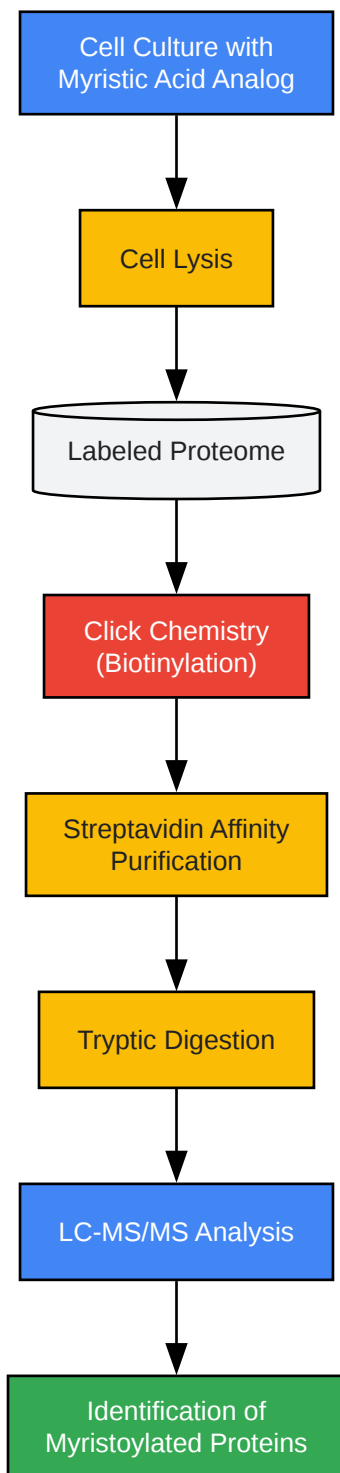 Cell Culture with
Myristic Acid Analog
Cell Lysis
Labeled Proteome
Click Chemistry
(Biotinylation)
Streptavidin Affinity
Purification
Tryptic Digestion
LC-MS/MS Analysis
Identification of
Myristoylated Proteins